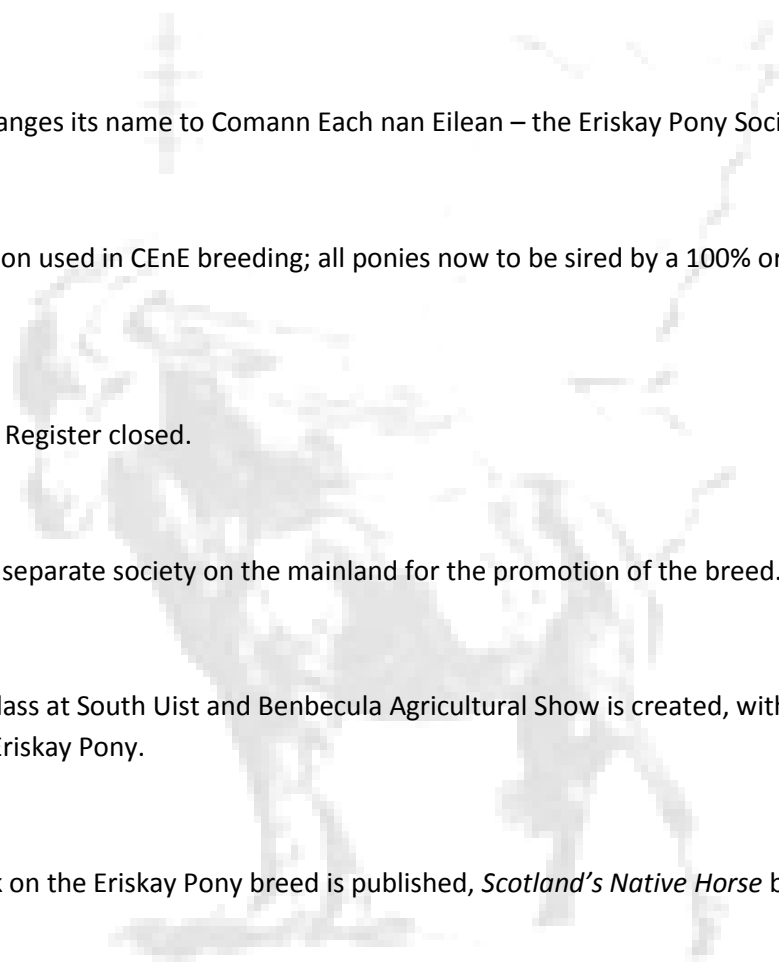 anges its name to Comann Each nan Eilean – the Eriskay Pony Soci
on used in CEnE breeding; all ponies now to be sired by a 100% or
Register closed.
separate society on the mainland for the promotion of the breed.
lass at South Uist and Benbecula Agricultural Show is created, with
Eriskay Pony.
k on the Eriskay Pony breed is published, Scotland’s Native Horse b